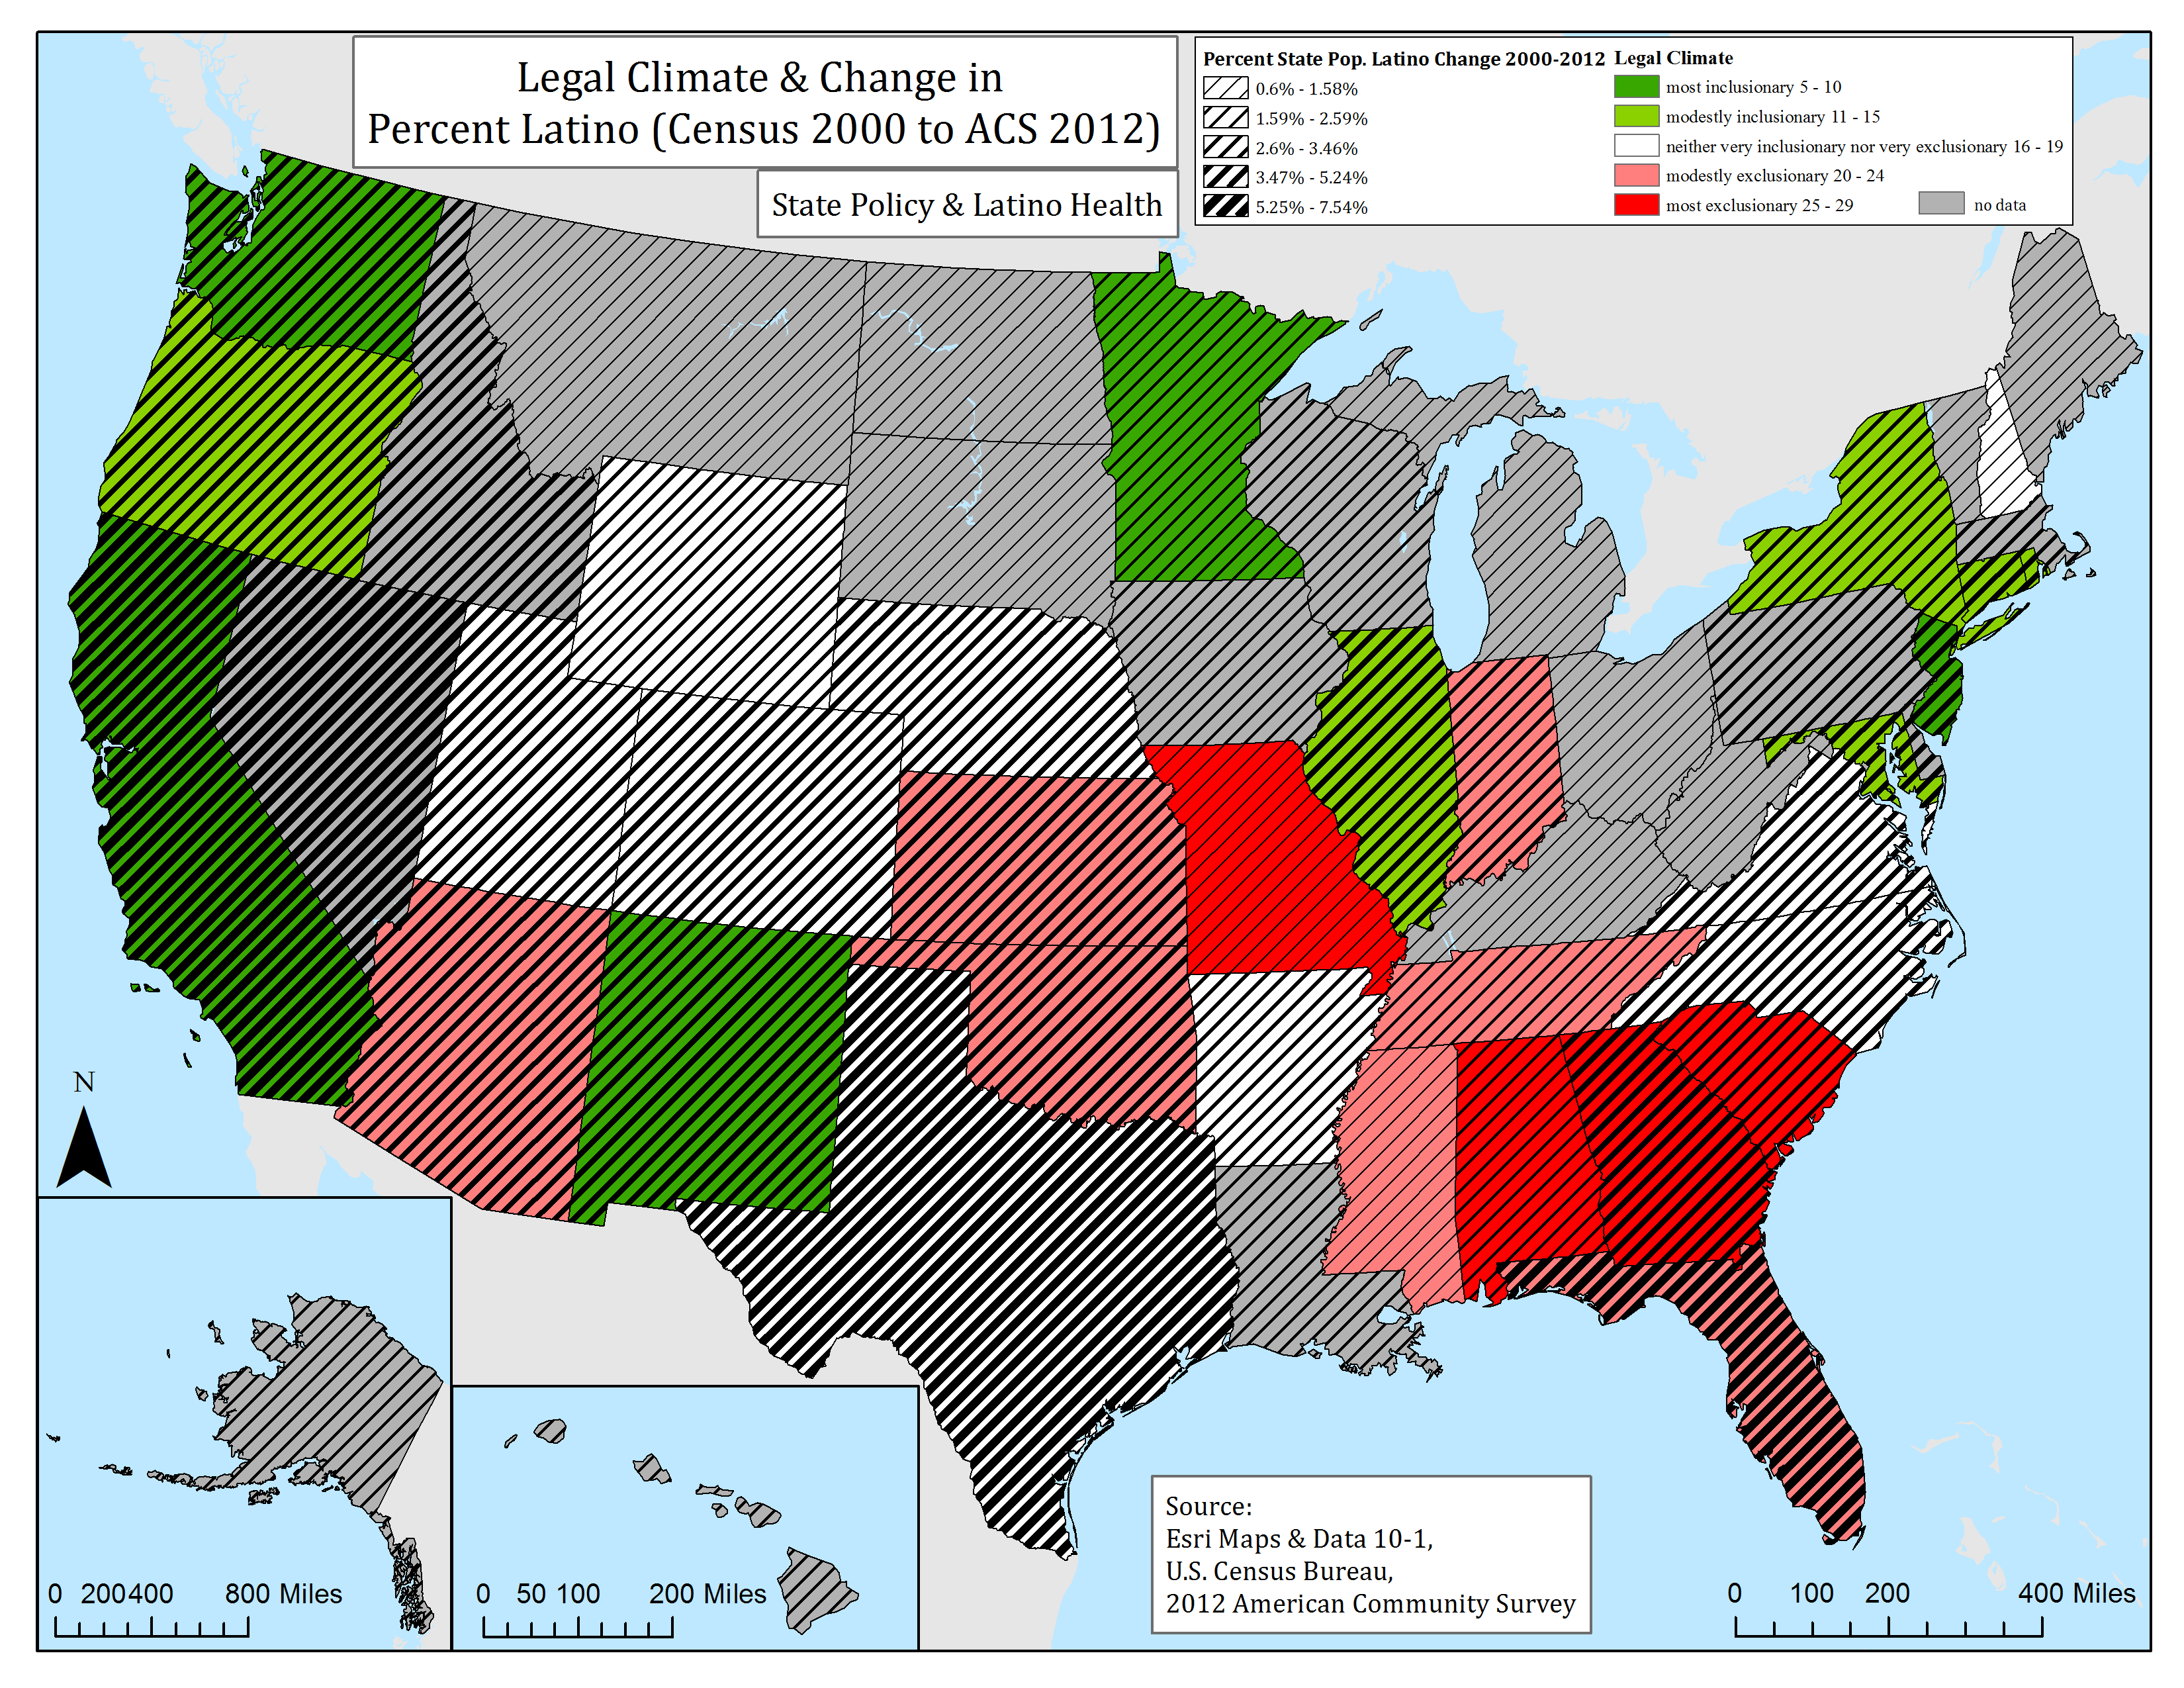 Legal Climate & Change in
Percent Latino (Census 2000 to ACS 2012)
State Policy & Latino Health
Percent State Pop. Latino Change 2000-2012
0.6% - 1.58%
1.59% - 2.59%
2.6% - 3.46%
3.47% - 5.24%
5.25% - 7.54%
Legal Climate
most inclusionary 5 - 10
modestly inclusionary 11 - 15
neither very inclusionary nor very exclusionary 16 - 19
modestly exclusionary 20 - 24
most exclusionary 25 - 29
no data
N
0 200 400 800 Miles
0 50 100 200 Miles
Source:
Esri Maps & Data 10-1,
U.S. Census Bureau,
2012 American Community Survey
0 100 200 400 Miles